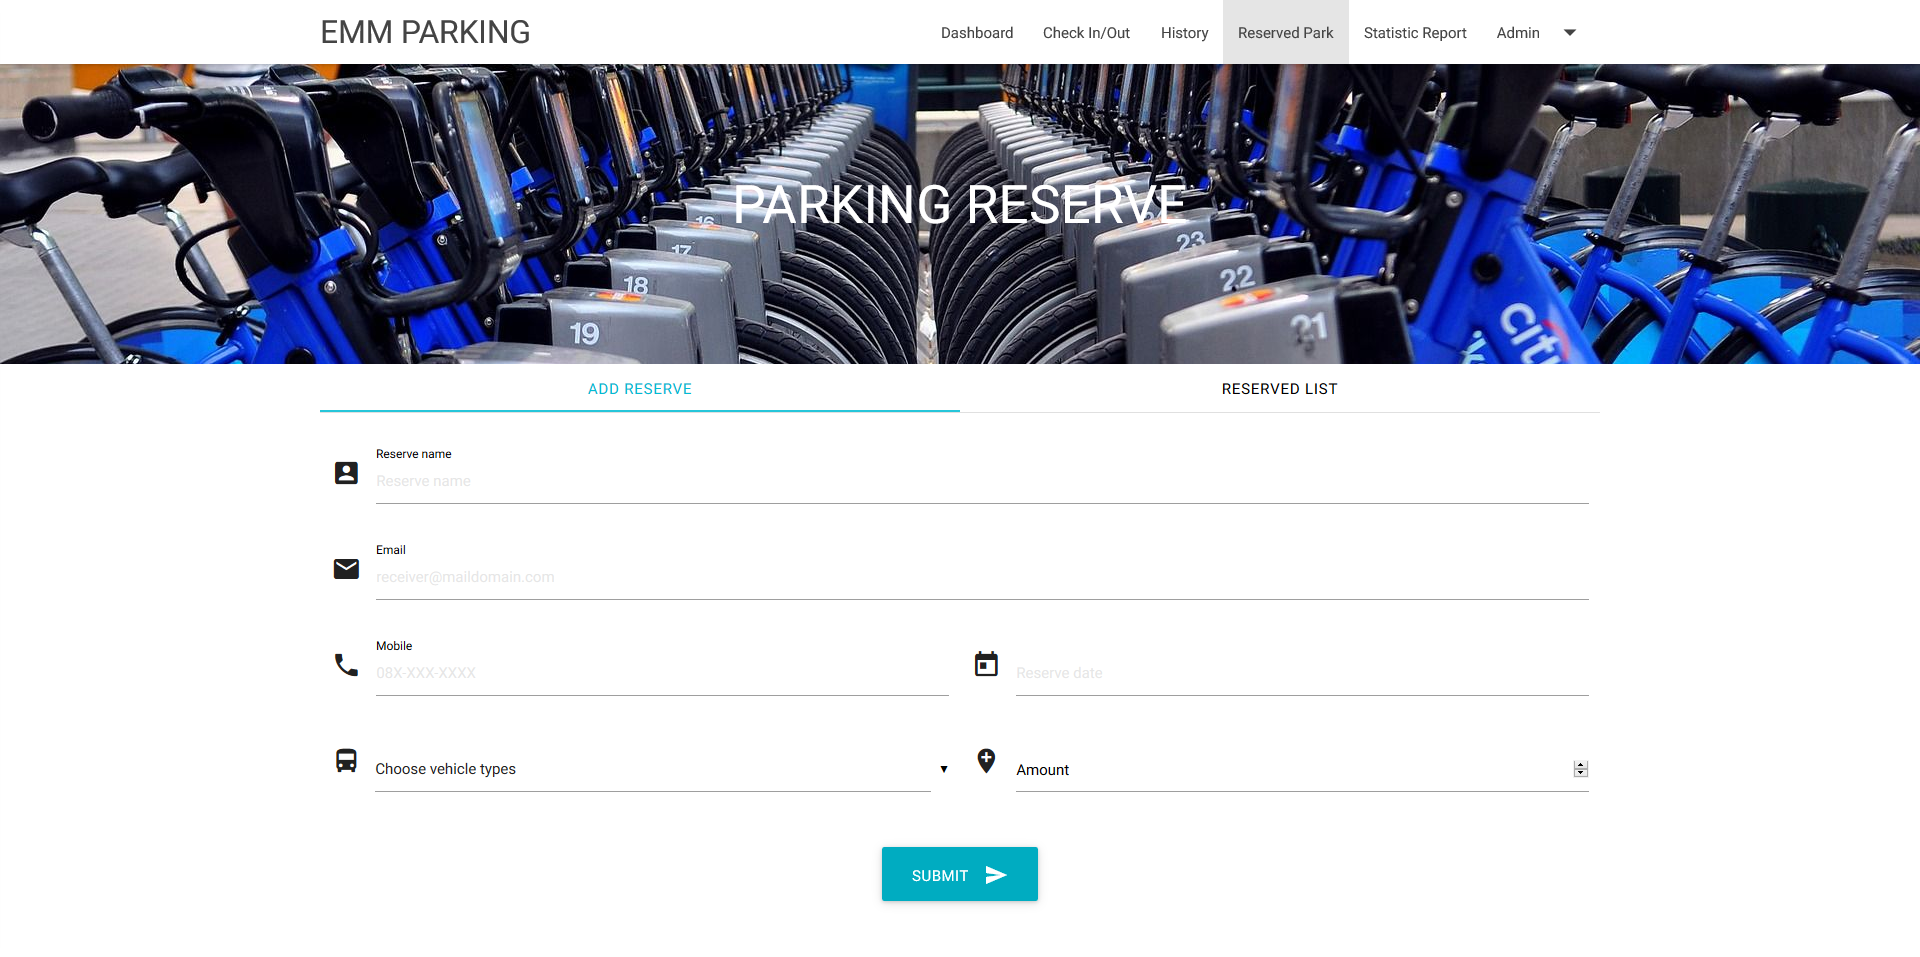 EMM PARKING
Dashboard Check In/Out History Reserved Park Statistic Report Admin
PARKING RESERVE
16
17
18
19
23
22
21
citi
ADD RESERVE RESERVED LIST
Reserve name
Reserve name
Email
receiver@maildomain.com
Mobile
08X-XXX-XXXX Reserve date
Choose vehicle types Amount
SUBMIT